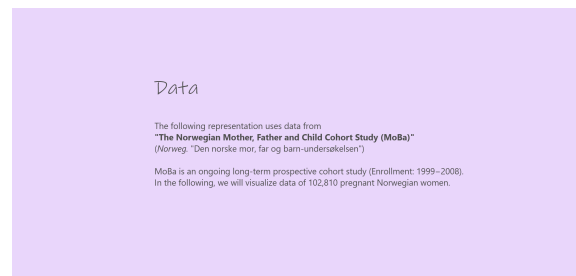 Data
The following representation uses data from
"The Norwegian Mother, Father and Child Cohort Study (MoBa)"
(Norweg. "Den norske mor, far og barn-undersøkelsen")
MoBa is an ongoing long-term prospective cohort study (Enrollment: 1999–2008).
In the following, we will visualize data of 102,810 pregnant Norwegian women.